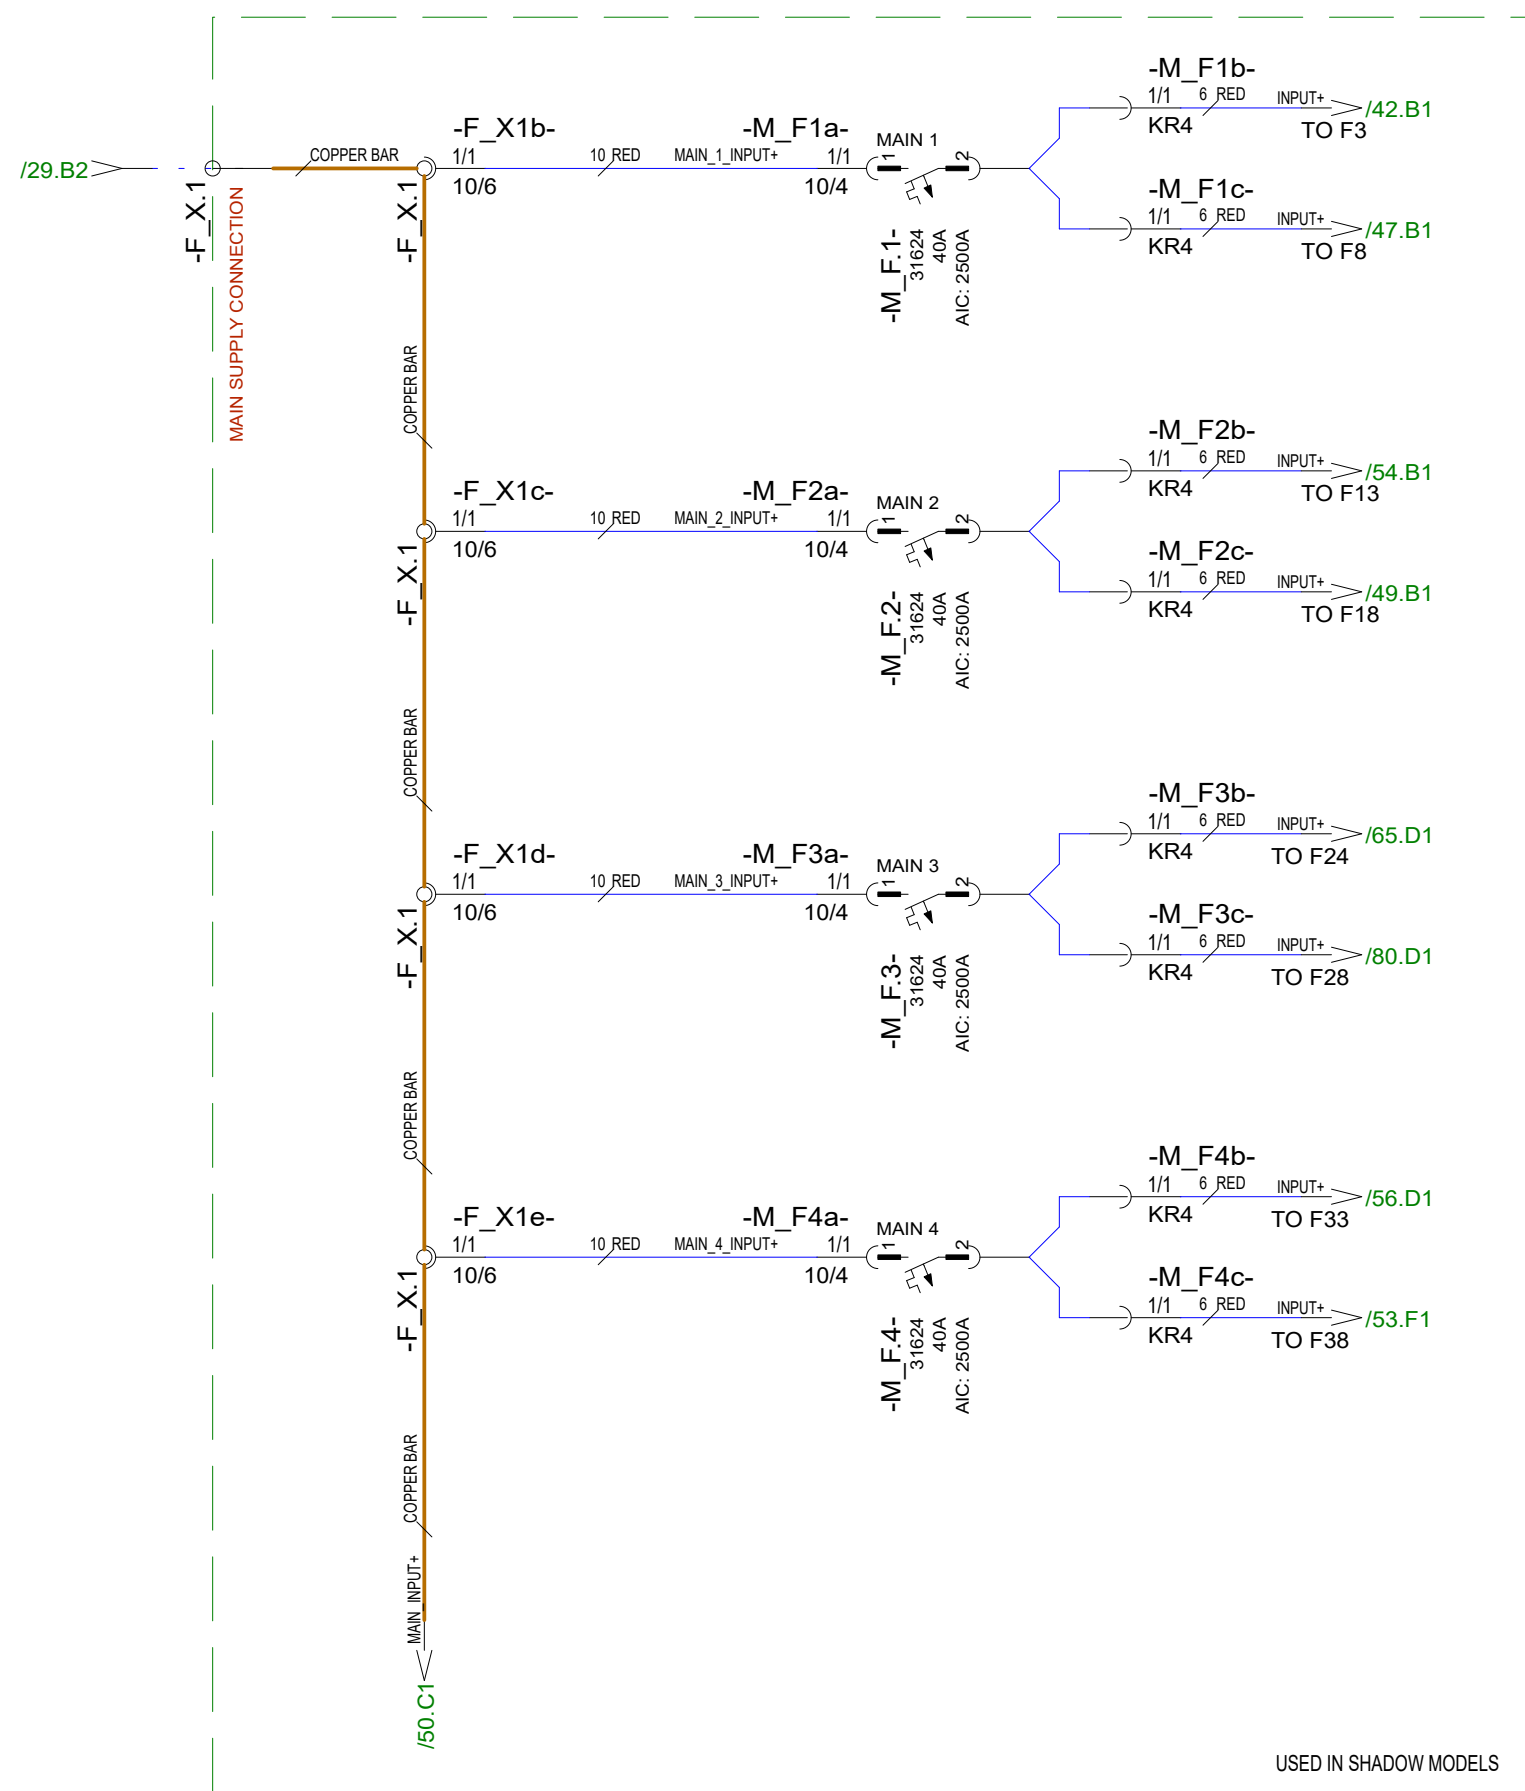 /29.B2
-F_X.1
MAIN SUPPLY CONNECTION
COPPER BAR
-F_X.1
-F_X1b-
1/1
10/6
10 RED
MAIN_1_INPUT+
-M_F1a-
1/1
10/4
MAIN 1
1
2
-M_F.1-
31624
40A
AIC: 2500A
-M_F1b-
1/1
6 RED
INPUT+
KR4
TO F3
/42.B1
-M_F1c-
1/1
6 RED
INPUT+
KR4
TO F8
/47.B1
COPPER BAR
-F_X.1
-F_X1c-
1/1
10/6
10 RED
MAIN_2_INPUT+
-M_F2a-
1/1
10/4
MAIN 2
1
2
-M_F.2-
31624
40A
AIC: 2500A
-M_F2b-
1/1
6 RED
INPUT+
KR4
TO F13
/54.B1
-M_F2c-
1/1
6 RED
INPUT+
KR4
TO F18
/49.B1
COPPER BAR
-F_X.1
-F_X1d-
1/1
10/6
10 RED
MAIN_3_INPUT+
-M_F3a-
1/1
10/4
MAIN 3
1
2
-M_F.3-
31624
40A
AIC: 2500A
-M_F3b-
1/1
6 RED
INPUT+
KR4
TO F24
/65.D1
-M_F3c-
1/1
6 RED
INPUT+
KR4
TO F28
/80.D1
COPPER BAR
-F_X.1
-F_X1e-
1/1
10/6
10 RED
MAIN_4_INPUT+
-M_F4a-
1/1
10/4
MAIN 4
1
2
-M_F.4-
31624
40A
AIC: 2500A
-M_F4b-
1/1
6 RED
INPUT+
KR4
TO F33
/56.D1
-M_F4c-
1/1
6 RED
INPUT+
KR4
TO F38
/53.F1
COPPER BAR
MAIN_INPUT+
/50.C1
USED IN SHADOW MODELS